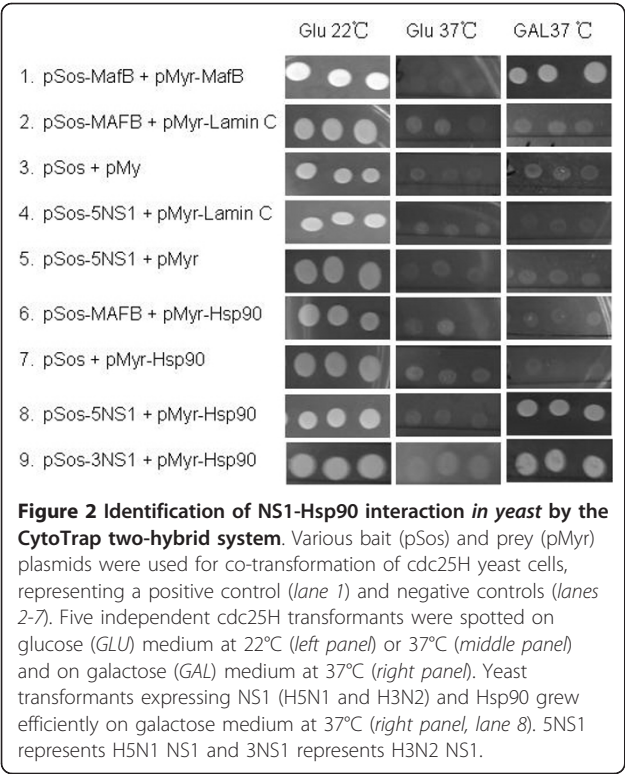 Glu 22℃ Glu 37℃ GAL37 ℃
1. pSos-MafB + pMyr-MafB
2. pSos-MAFB + pMyr-Lamin C
3. pSos + pMy
4. pSos-5NS1 + pMyr-Lamin C
5. pSos-5NS1 + pMyr
6. pSos-MAFB + pMyr-Hsp90
7. pSos + pMyr-Hsp90
8. pSos-5NS1 + pMyr-Hsp90
9. pSos-3NS1 + pMyr-Hsp90
Figure 2 Identification of NS1-Hsp90 interaction in yeast by the
CytoTrap two-hybrid system. Various bait (pSos) and prey (pMyr)
plasmids were used for co-transformation of cdc25H yeast cells,
representing a positive control (lane 1) and negative controls (lanes
2-7). Five independent cdc25H transformants were spotted on
glucose (GLU) medium at 22°C (left panel) or 37°C (middle panel)
and on galactose (GAL) medium at 37°C (right panel). Yeast
transformants expressing NS1 (H5N1 and H3N2) and Hsp90 grew
efficiently on galactose medium at 37°C (right panel, lane 8). 5NS1
represents H5N1 NS1 and 3NS1 represents H3N2 NS1.